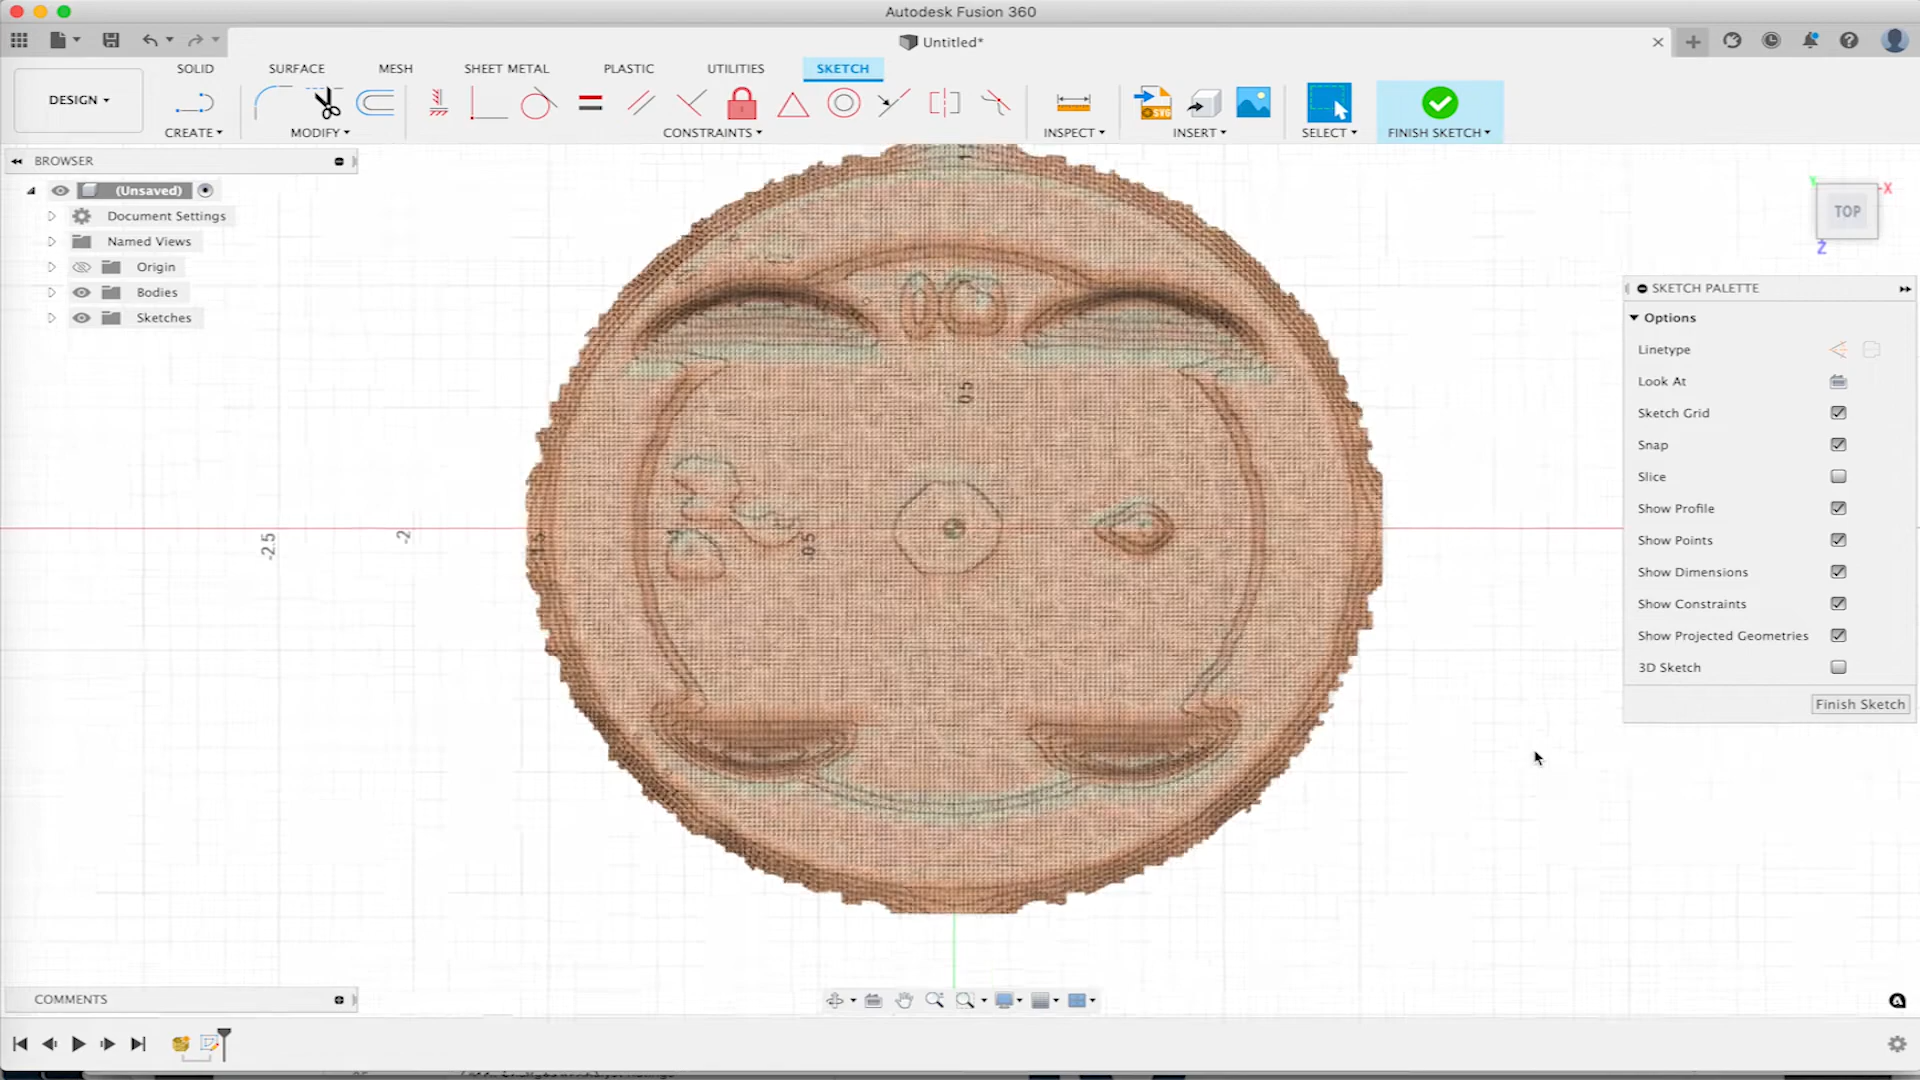 Autodesk Fusion 360
Untitled*
SOLID
SURFACE
MESH
SHEET METAL
PLASTIC
UTILITIES
SKETCH
DESIGN
CREATE
MODIFY
CONSTRAINTS
INSPECT
SVG
INSERT
SELECT
FINISH SKETCH
BROWSER
(Unsaved)
Document Settings
Named Views
Origin
Bodies
Sketches
TOP
X
Y
Z
SKETCH PALETTE
Options
Linetype
Look At
Sketch Grid
Snap
Slice
Show Profile
Show Points
Show Dimensions
Show Constraints
Show Projected Geometries
3D Sketch
Finish Sketch
0.5
-2.5
-2
COMMENTS